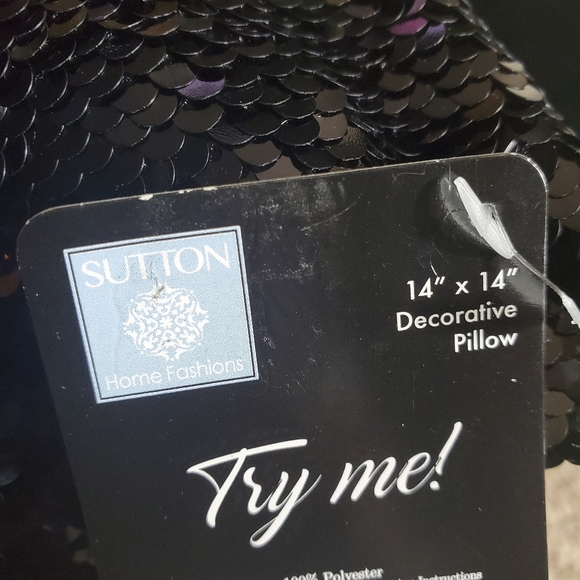 SUTTON
Home Fashions
14" x 14"
Decorative
Pillow
Try me!
100% Polyester
Instructions